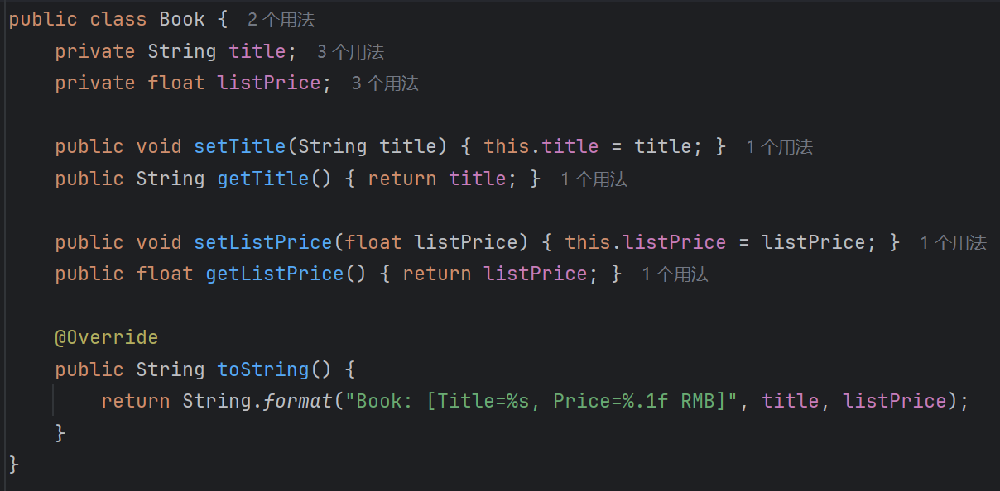 public class Book {  2 个用法
    private String title;  3 个用法
    private float listPrice;  3 个用法

    public void setTitle(String title) { this.title = title; }  1 个用法
    public String getTitle() { return title; }  1 个用法

    public void setListPrice(float listPrice) { this.listPrice = listPrice; }  1 个用法
    public float getListPrice() { return listPrice; }  1 个用法

    @Override
    public String toString() {
        return String.format("Book: [Title=%s, Price=%.1f RMB]", title, listPrice);
    }
}